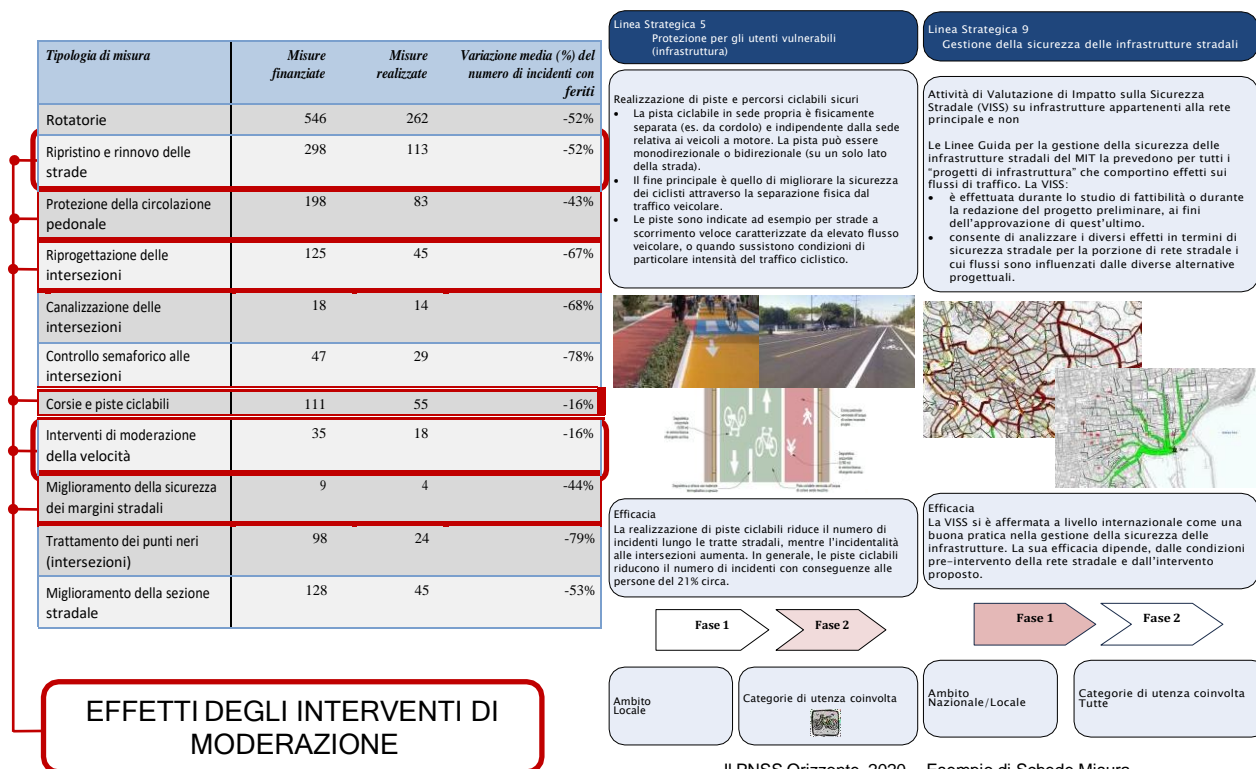 Tipologia di misura
Misure finanziate
Misure realizzate
Variazione media (%) del numero di incidenti con feriti
Rotatorie 546 262 -52%
Ripristino e rinnovo delle strade 298 113 -52%
Protezione della circolazione pedonale 198 83 -43%
Riprogettazione delle intersezioni 125 45 -67%
Canalizzazione delle intersezioni 18 14 -68%
Controllo semaforico alle intersezioni 47 29 -78%
Corsie e piste ciclabili 111 55 -16%
Interventi di moderazione della velocità 35 18 -16%
Miglioramento della sicurezza dei margini stradali 9 4 -44%
Trattamento dei punti neri (intersezioni) 98 24 -79%
Miglioramento della sezione stradale 128 45 -53%
EFFETTI DEGLI INTERVENTI DI
MODERAZIONE
Linea Strategica 5
Protezione per gli utenti vulnerabili
(infrastruttura)
Realizzazione di piste e percorsi ciclabili sicuri
• La pista ciclabile in sede propria è fisicamente
separata (es. da cordolo) e indipendente dalla sede
relativa ai veicoli a motore. La pista può essere
monodirezionale o bidirezionale (su un solo lato
della strada).
• Il fine principale è quello di migliorare la sicurezza
dei ciclisti attraverso la separazione fisica dal
traffico veicolare.
• Le piste sono indicate ad esempio per strade a
scorrimento veloce caratterizzate da elevato flusso
veicolare, o quando sussistono condizioni di
particolare intensità del traffico ciclistico.
Efficacia
La realizzazione di piste ciclabili riduce il numero di
incidenti lungo le tratte stradali, mentre l'incidentalità
alle intersezioni aumenta. In generale, le piste ciclabili
riducono il numero di incidenti con conseguenze alle
persone del 21% circa.
Fase 1
Fase 2
Ambito
Locale
Categorie di utenza coinvolta
Linea Strategica 9
Gestione della sicurezza delle infrastrutture stradali
Attività di Valutazione di Impatto sulla Sicurezza
Stradale (VISS) su infrastrutture appartenenti alla rete
principale e non
Le Linee Guida per la gestione della sicurezza delle
infrastrutture stradali del MIT la prevedono per tutti i
"progetti di infrastruttura" che comportino effetti sui
flussi di traffico. La VISS:
• è effettuata durante lo studio di fattibilità o durante
la redazione del progetto preliminare, ai fini
dell'approvazione di quest'ultimo.
• consente di analizzare i diversi effetti in termini di
sicurezza stradale per la porzione di rete stradale i
cui flussi sono influenzati dalle diverse alternative
progettuali.
Efficacia
La VISS si è affermata a livello internazionale come una
buona pratica nella gestione della sicurezza delle
infrastrutture. La sua efficacia dipende, dalle condizioni
pre-intervento della rete stradale e dall'intervento
proposto.
Fase 1
Fase 2
Ambito
Nazionale/Locale
Categorie di utenza coinvolta
Tutte
Il PNSS Orizzonte 2020 – Esempio di Schede Misura